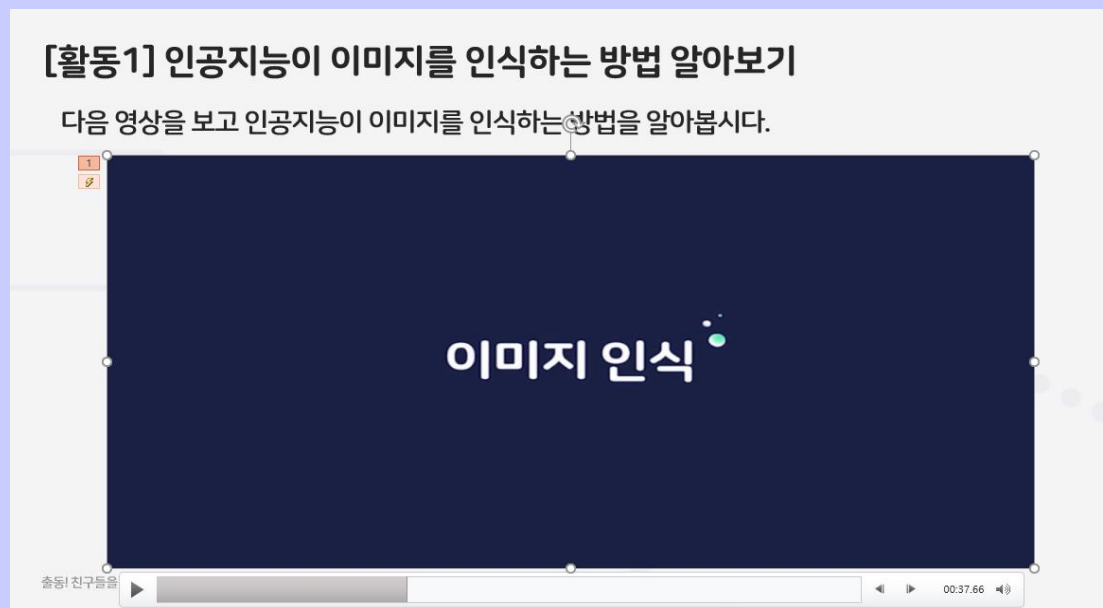 [활동1] 인공지능이 이미지를 인식하는 방법 알아보기
다음 영상을 보고 인공지능이 이미지를 인식하는 방법을 알아봅시다.
1
이미지 인식
출동! 친구들을
00:37.66